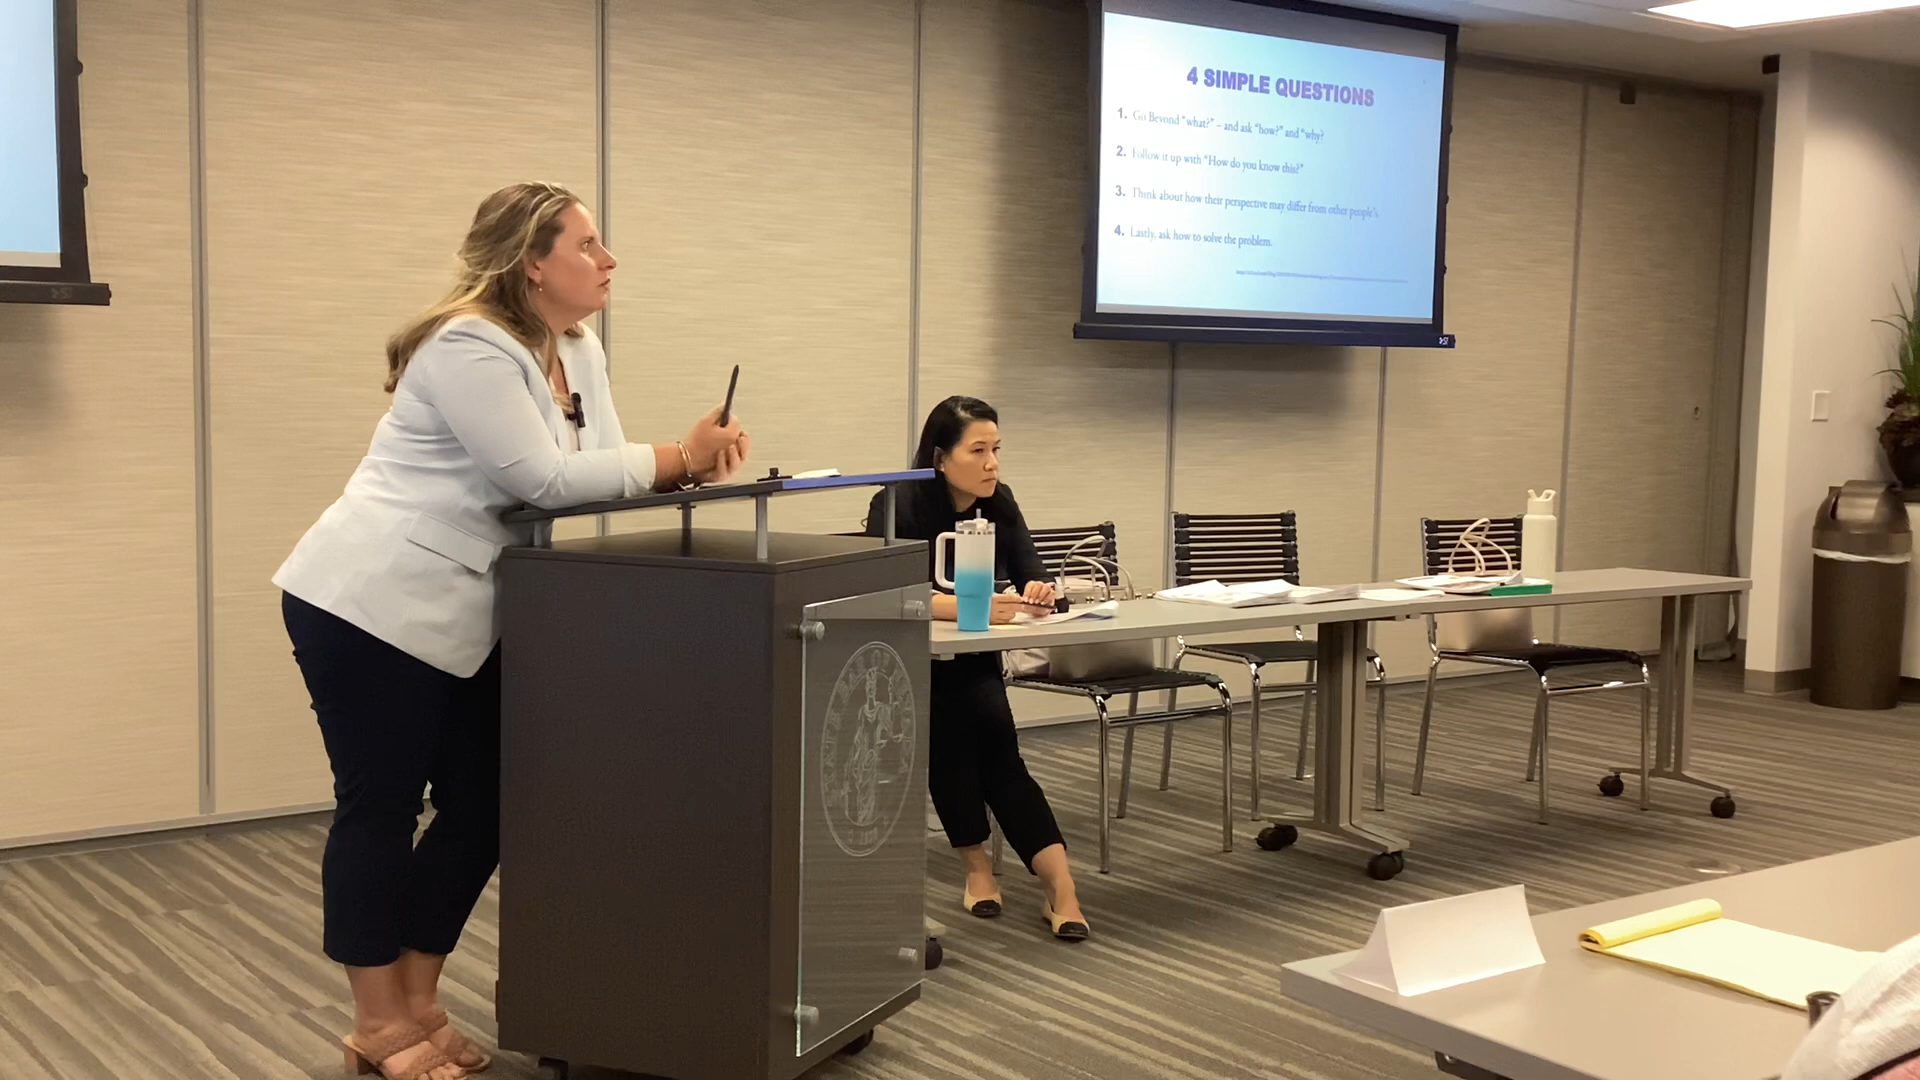 4 SIMPLE QUESTIONS
1. Go Beyond "what?" – and ask "how?" and "why?
2. Follow it up with "How do you know this?"
3. Think about how their perspective may differ from other people's.
4. Lastly, ask how to solve the problem.